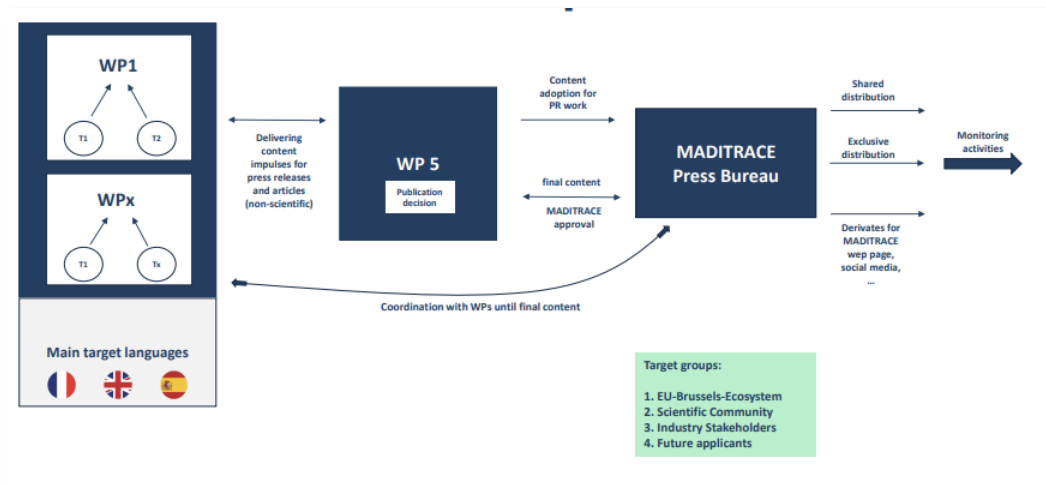 WP1
T1
T2
WPx
T1
Tx
Main target languages
Delivering
content
impulses for
press releases
and articles
(non-scientific)
WP 5
Publication
decision
Content
adoption for
PR work
final content
MADITRACE
approval
Coordination with WPs until final content
MADITRACE
Press Bureau
Shared
distribution
Exclusive
distribution
Derivates for
MADITRACE
wep page,
social media,
...
Monitoring
activities
Target groups:
1. EU-Brussels-Ecosystem
2. Scientific Community
3. Industry Stakeholders
4. Future applicants